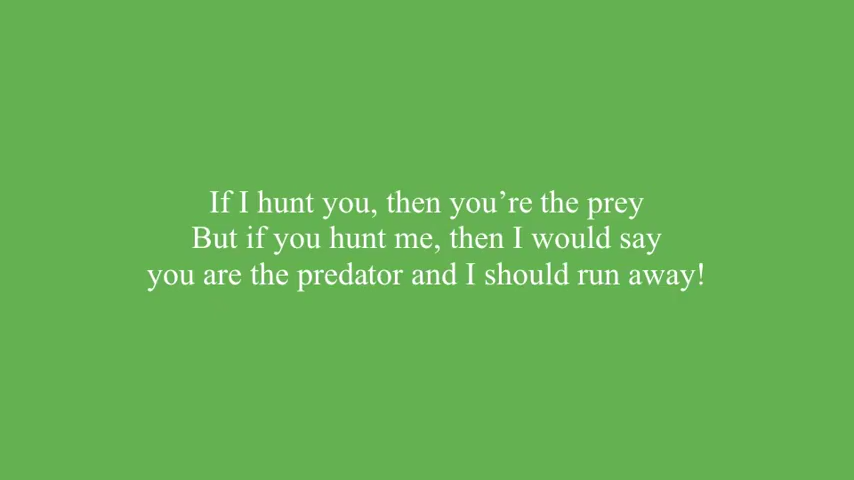 If I hunt you, then you’re the prey
But if you hunt me, then I would say
you are the predator and I should run away!